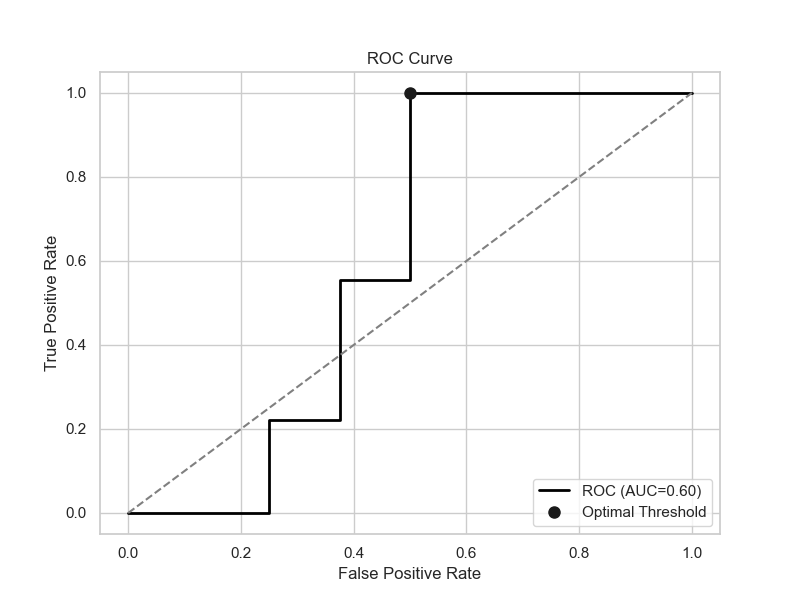 ROC Curve
True Positive Rate
1.0
0.8
0.6
0.4
0.2
0.0
0.0 0.2 0.4 0.6 0.8 1.0
False Positive Rate
ROC (AUC=0.60)
Optimal Threshold